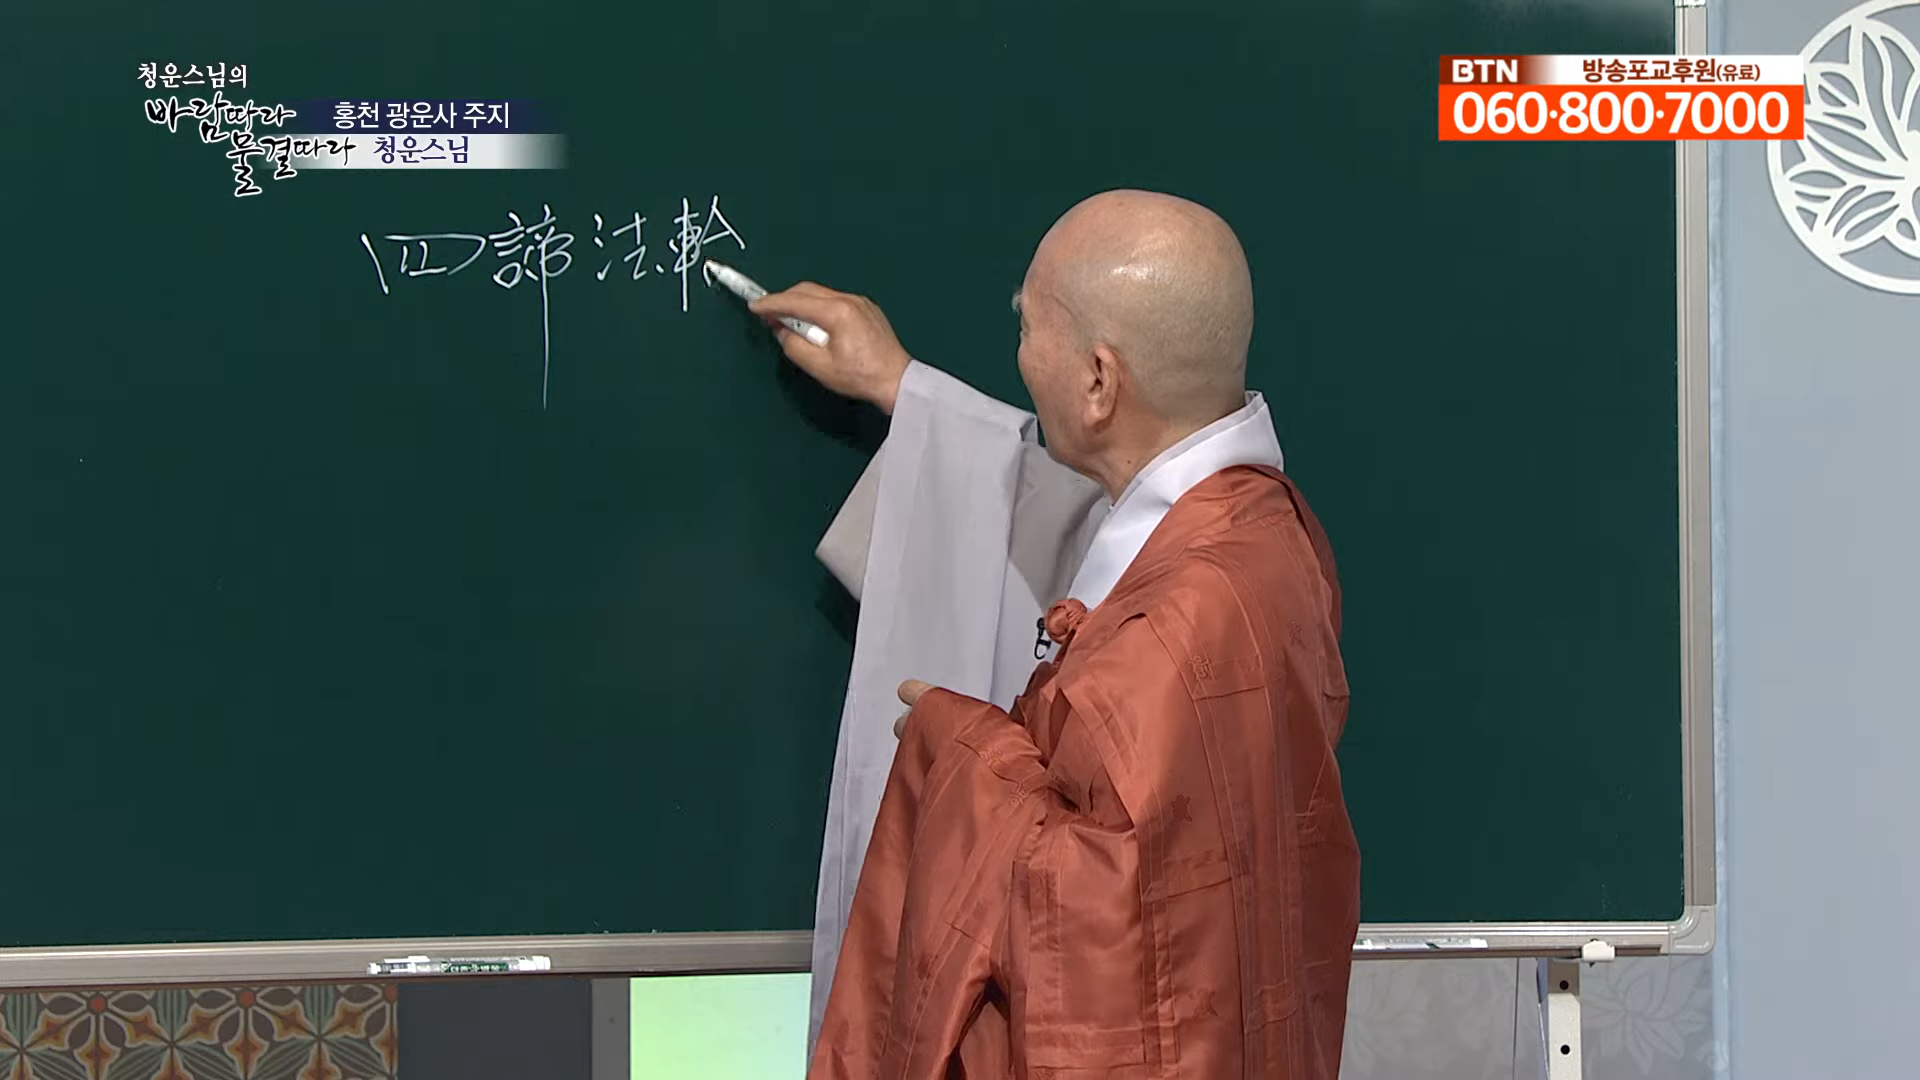 청운스님의
바람따라
물결따라
홍천 광운사 주지
청운스님
BTN 방송포교후원(유료)
060·800·7000
四諦法